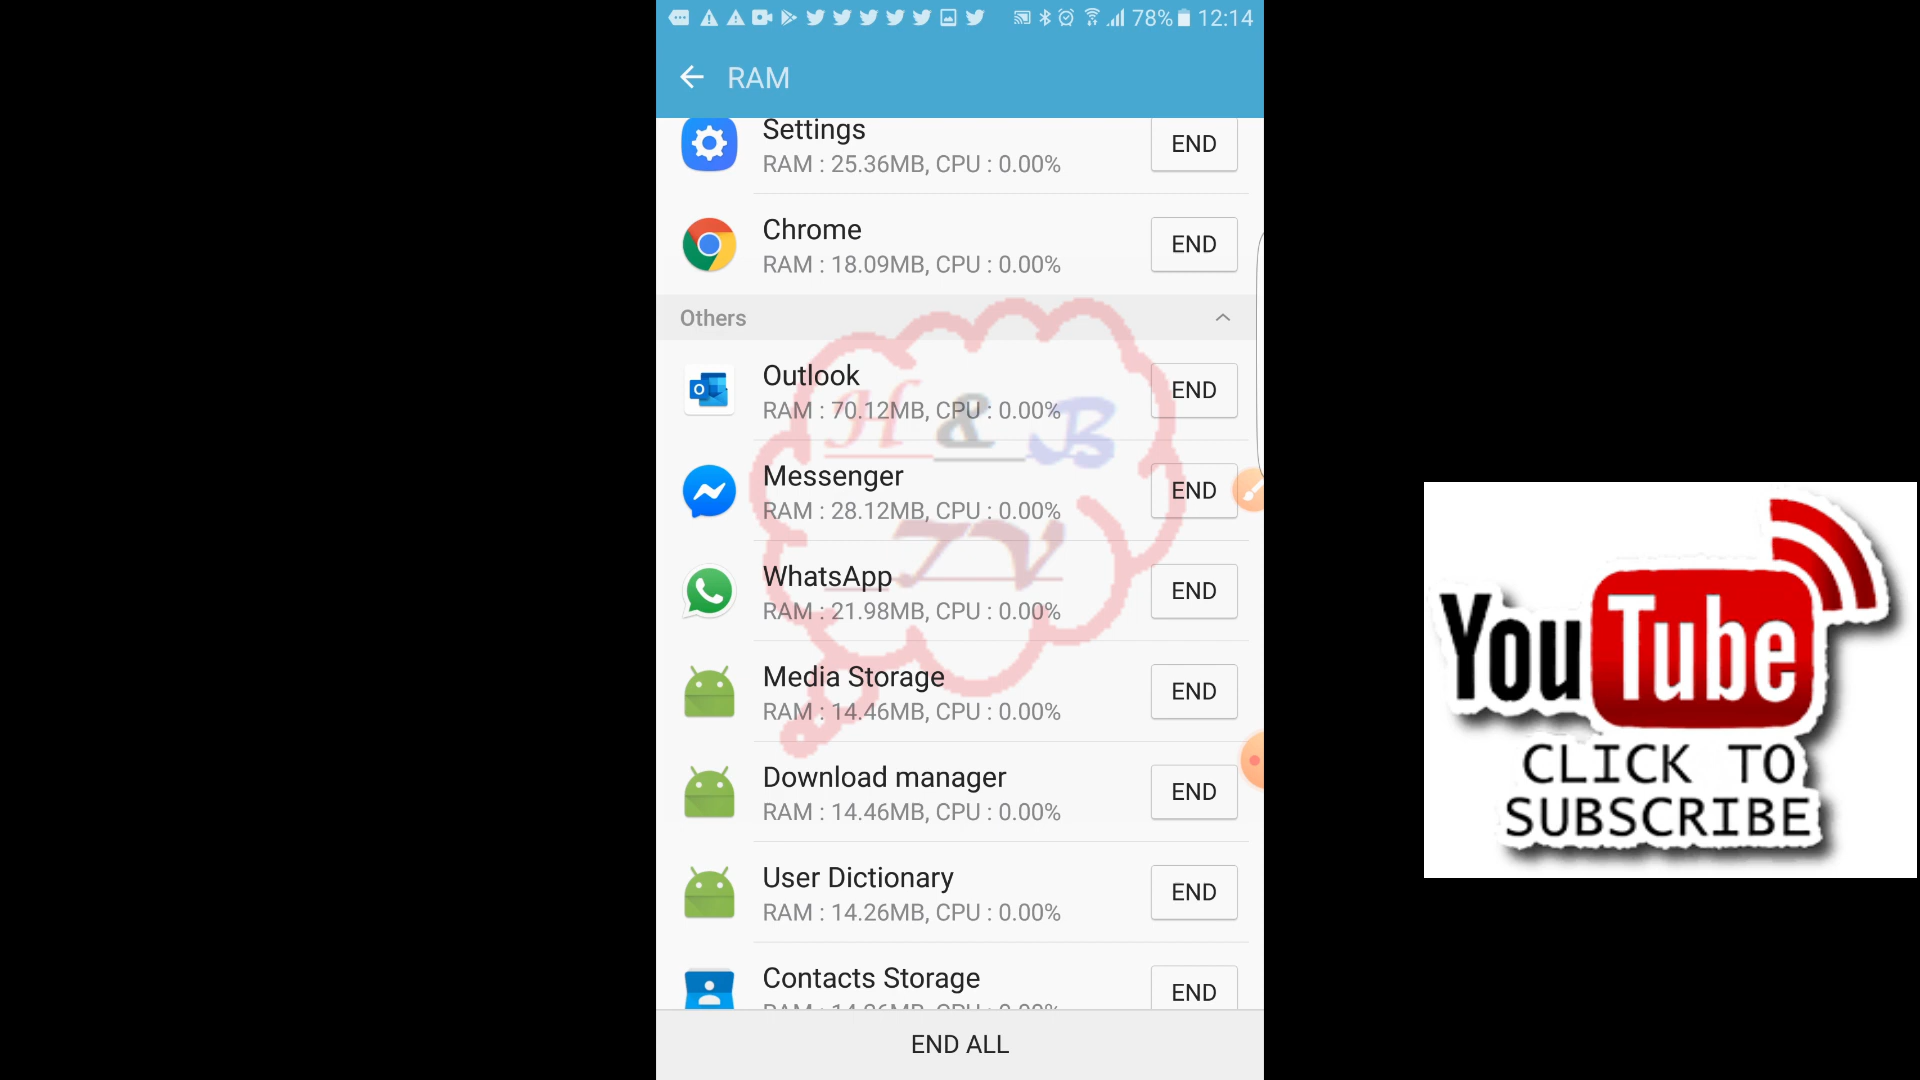 78% 12:14
RAM
Settings
RAM : 25.36MB, CPU : 0.00%
END
Chrome
RAM : 18.09MB, CPU : 0.00%
END
Others
Outlook
RAM : 70.12MB, CPU : 0.00%
END
Messenger
RAM : 28.12MB, CPU : 0.00%
END
WhatsApp
RAM : 21.98MB, CPU : 0.00%
END
Media Storage
RAM : 14.46MB, CPU : 0.00%
END
Download manager
RAM : 14.46MB, CPU : 0.00%
END
User Dictionary
RAM : 14.26MB, CPU : 0.00%
END
Contacts Storage
END
END ALL
H & B
TV
YouTube
CLICK TO
SUBSCRIBE